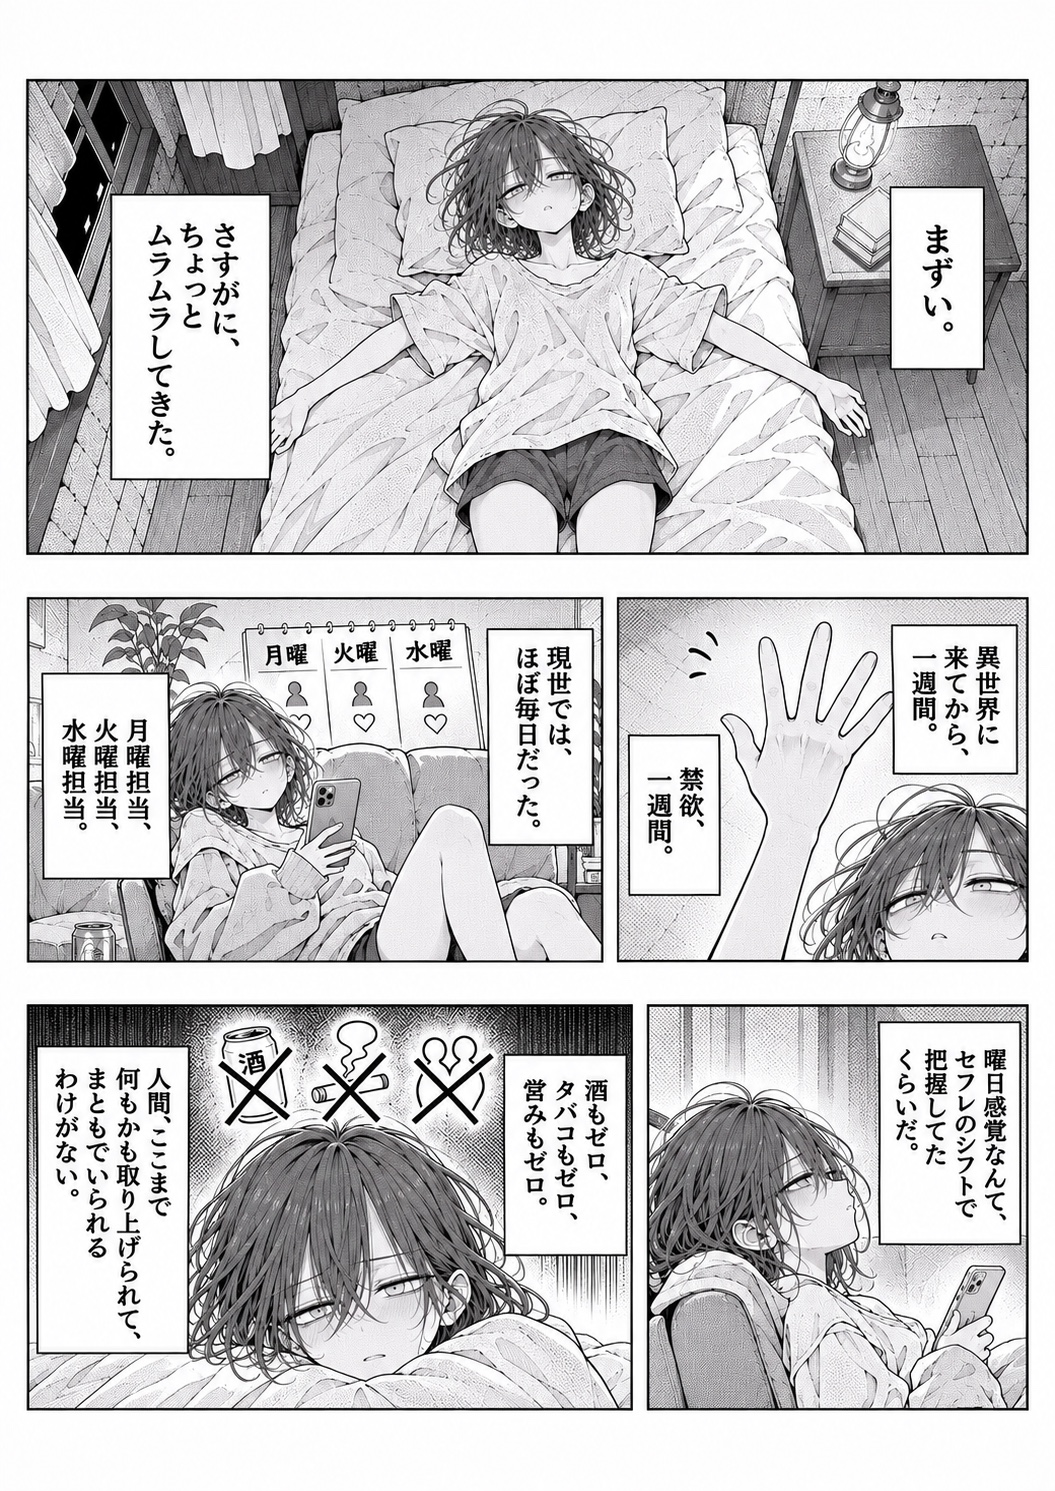 まずい。
さすがに、
ちょっと
ムラムラしてきた。
異世界に
来てから、
一週間。
禁欲、
一週間。
現世では、
ほぼ毎日だった。
月曜
火曜
水曜
月曜担当、
火曜担当、
水曜担当。
曜日感覚なんて、
セフレのシフトで
把握してた
くらいだ。
酒もゼロ、
タバコもゼロ、
営みもゼロ。
酒
人間、ここまで
何もかも取り上げられて、
まともでいられる
わけがない。